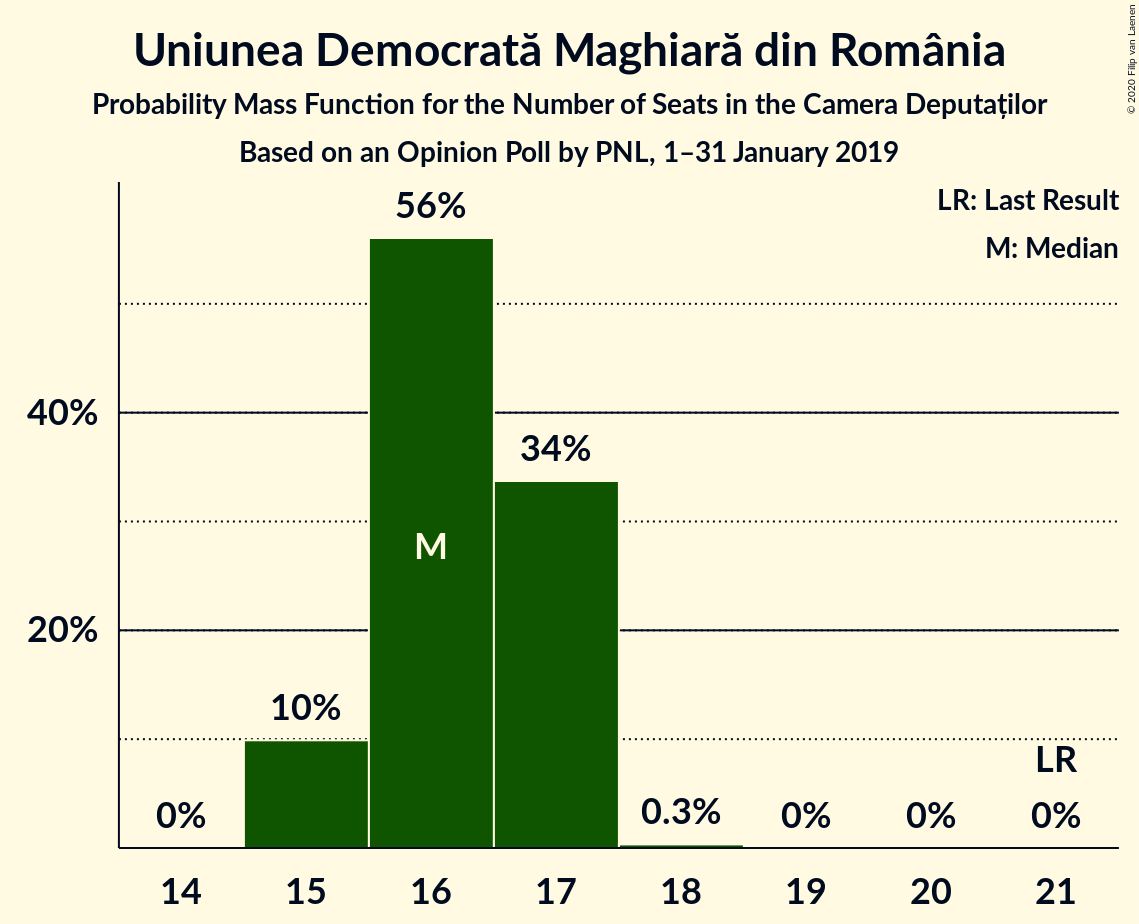 Uniunea Democrată Maghiară din România
Probability Mass Function for the Number of Seats in the Camera Deputaților
Based on an Opinion Poll by PNL, 1–31 January 2019
© 2020 Filip van Laenen
LR: Last Result
M: Median
56%
40%
34%
M
20%
10%
LR
0%
0.3%
0%
0%
0%
14
15
16
17
18
19
20
21